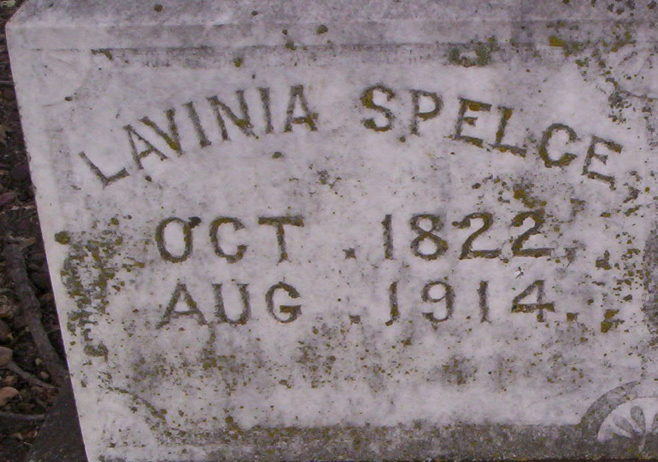 LAVINIA SPELCE,
OCT. 1822.
AUG. 1914.